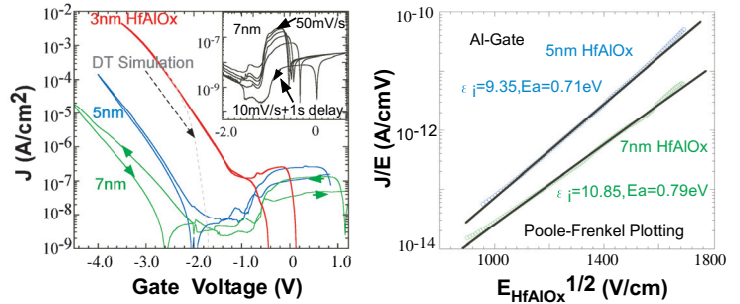 10-2
10-3
10-4
10-5
10-6
10-7
10-8
10-9
J (A/cm2)
3nm HfAlOx
DT Simulation
5nm
7nm
7nm
50mV/s
10-7
10-9
10mV/s+1s delay
-2.0
-1.0
0
-4.0
-3.0
-2.0
-1.0
0
1.0
Gate Voltage (V)
10-10
10-12
10-14
J/E (A/cmV)
Al-Gate
5nm HfAlOx
ε i=9.35,Ea=0.71eV
7nm HfAlOx
ε i=10.85,Ea=0.79eV
Poole-Frenkel Plotting
1000
1400
1800
EHfAlOx1/2 (V/cm)